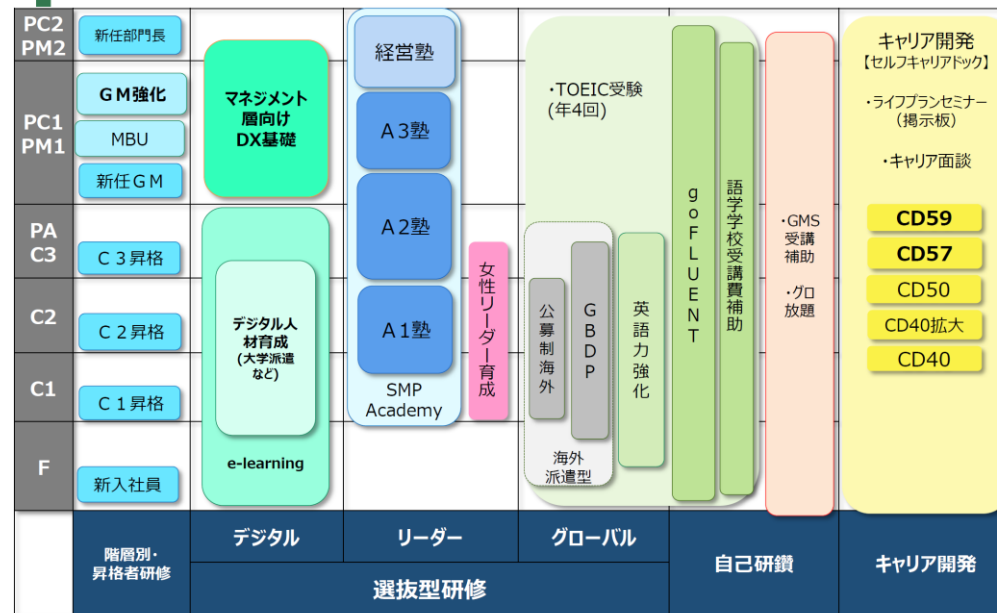 PC2
PM2
PC1
PM1
PA
C3
C2
C1
F
新任部門長
GM強化
MBU
新任GM
C3昇格
C2昇格
C1昇格
新入社員
マネジメント
層向け
DX基礎
デジタル人
材育成
(大学派遣
など)
e-learning
経営塾
A3塾
A2塾
A1塾
SMP
Academy
女性リーダー育成
・TOEIC受験
(年4回)
公募制海外
GBDP
海外
派遣型
英語力強化
goFLUENT
語学学校受講費補助
・GMS
受講
補助
・グロ
放題
キャリア開発
【セルフキャリアドック】
・ライフプランセミナー
(掲示板)
・キャリア面談
CD59
CD57
CD50
CD40拡大
CD40
階層別・
昇格者研修
デジタル
リーダー
グローバル
選抜型研修
自己研鑽
キャリア開発